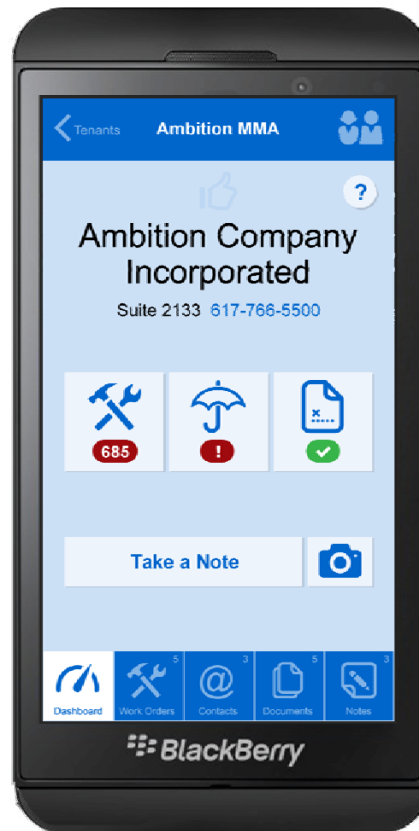 Tenants Ambition MMA
?
Ambition Company
Incorporated
Suite 2133 617-766-5500
685 !
x
Take a Note
5 3 5 3
Dashboard Work Orders Contacts Documents Notes
BlackBerry